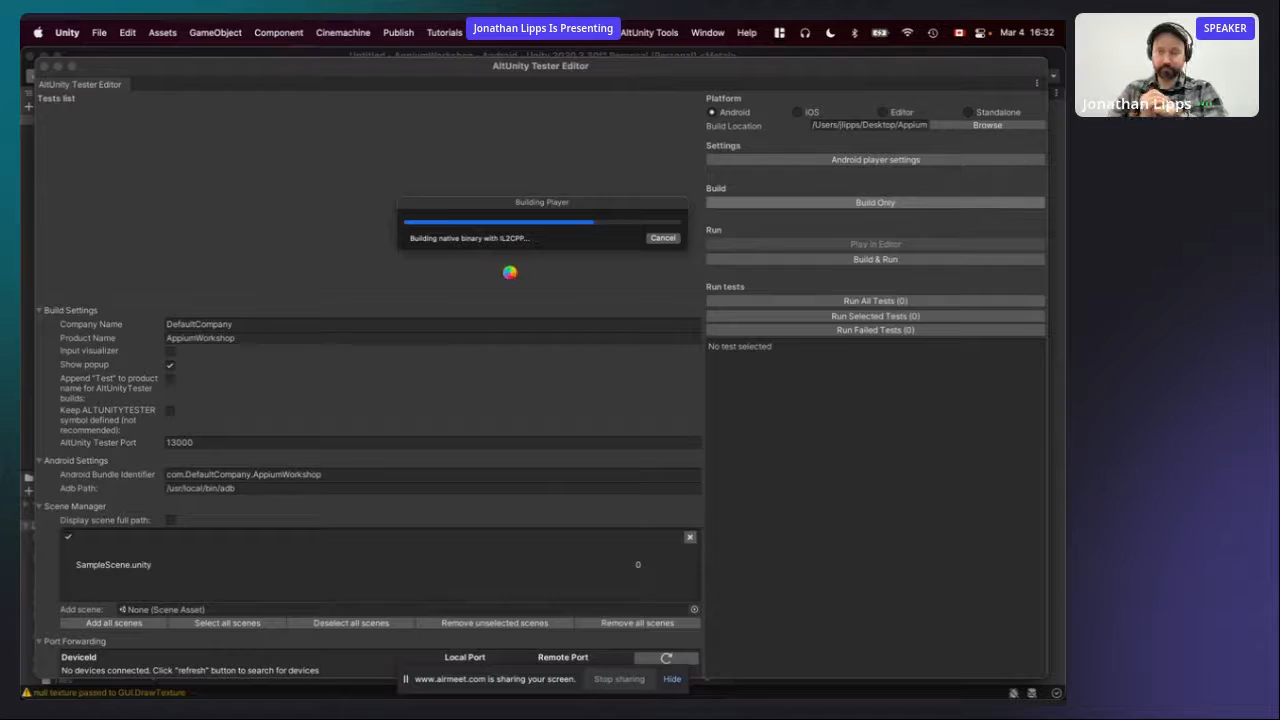 Jonathan Lipps Is Presenting
Unity File Edit Assets GameObject Component Cinemachine Publish Tutorials AltUnity Tools Window Help Mar 4 16:32
AltUnity Tester Editor
AltUnity Tester Editor
Tests list
Platform
Android iOS Editor Standalone
Build Location /Users/jlipps/Desktop/Appium Browse
Settings
Android player settings
Build
Build Only
Run
Play in Editor
Build & Run
Run tests
Run All Tests (0)
Run Selected Tests (0)
Run Failed Tests (0)
No test selected
Building Player
Building native binary with IL2CPP...
Cancel
Build Settings
Company Name DefaultCompany
Product Name AppiumWorkshop
Input visualizer
Show popup
Append "Test" to product
name for AltUnityTester
builds:
Keep ALTUNITYTESTER
symbol defined (not
recommended):
AltUnity Tester Port 13000
Android Settings
Android Bundle Identifier com.DefaultCompany.AppiumWorkshop
Adb Path: /usr/local/bin/adb
Scene Manager
Display scene full path:
SampleScene.unity 0
Add scene: None (Scene Asset)
Add all scenes Select all scenes Deselect all scenes Remove unselected scenes Remove all scenes
Port Forwarding
DeviceId Local Port Remote Port
No devices connected. Click "refresh" button to search for devices
www.airmeet.com is sharing your screen. Stop sharing Hide
null texture passed to GUI.DrawTexture
SPEAKER
Jonathan Lipps